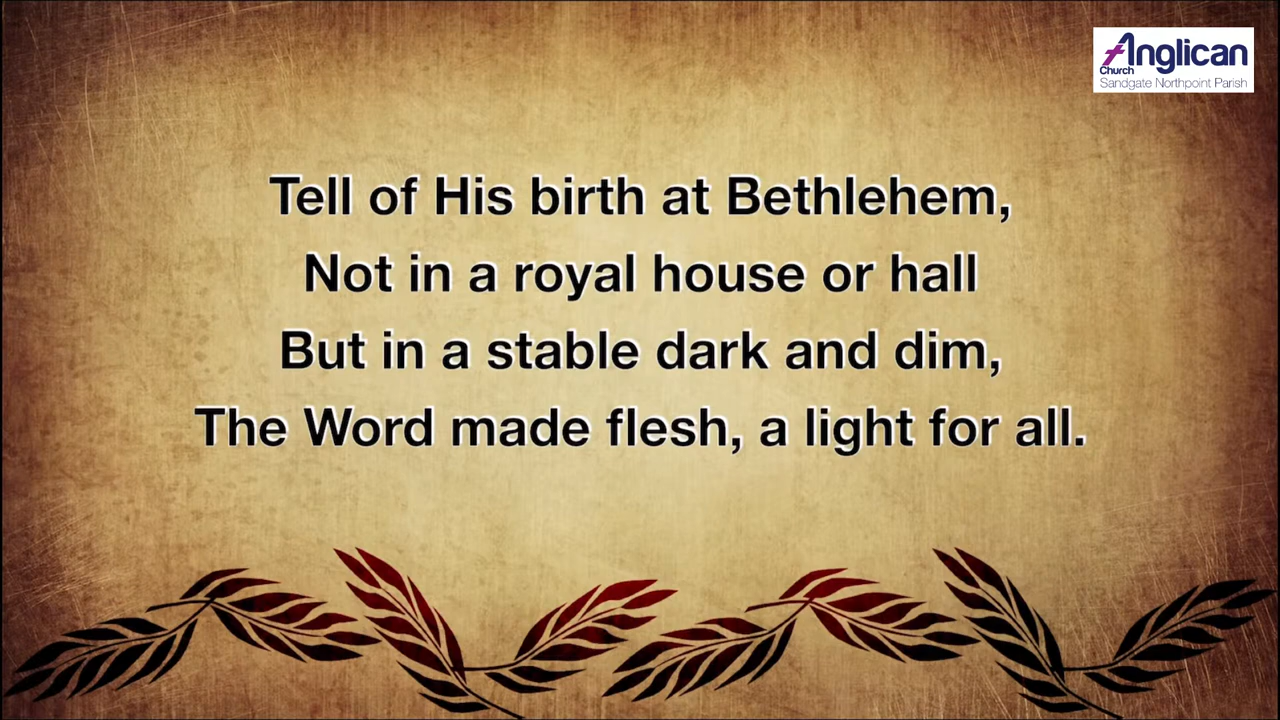 Anglican
Church
Sandgate Northpoint Parish
Tell of His birth at Bethlehem,
Not in a royal house or hall
But in a stable dark and dim,
The Word made flesh, a light for all.